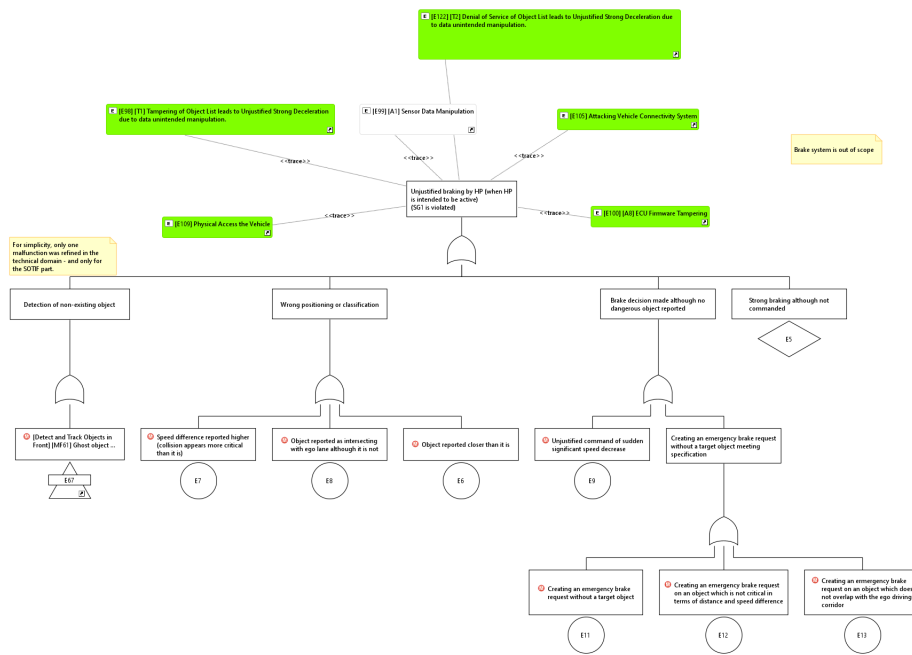 E [E122] [T2] Denial of Service of Object List leads to Unjustified Strong Deceleration due
to data unintended manipulation.
E [E98] [T1] Tampering of Object List leads to Unjustified Strong Deceleration
due to data unintended manipulation.
E [E99] [A1] Sensor Data Manipulation
E [E105] Attacking Vehicle Connectivity System
Brake system is out of scope
<<trace>>
<<trace>>
<<trace>>
Unjustified braking by HP (when HP
is intended to be active)
(SG1 is violated)
<<trace>>
<<trace>>
E [E109] Physical Access the Vehicle
E [E100] [A8] ECU Firmware Tampering
For simplicity, only one
malfunction was refined in the
technical domain - and only for
the SOTIF part.
Detection of non-existing object
Wrong positioning or classification
Brake decision made although no
dangerous object reported
Strong braking although not
commanded
E5
M [Detect and Track Objects in
Front] [MF61] Ghost object ...
E67
M Speed difference reported higher
(collision appears more critical
than it is)
E7
M Object reported as intersecting
with ego lane although it is not
E8
M Object reported closer than it is
E6
M Unjustified command of sudden
significant speed decrease
E9
Creating an emergency brake request
without a target object meeting
specification
M Creating an emergency brake
request without a target object
E11
M Creating an emergency brake request
on an object which is not critical in
terms of distance and speed difference
E12
M Creating an emergency brake
request on an object which does
not overlap with the ego driving
corridor
E13